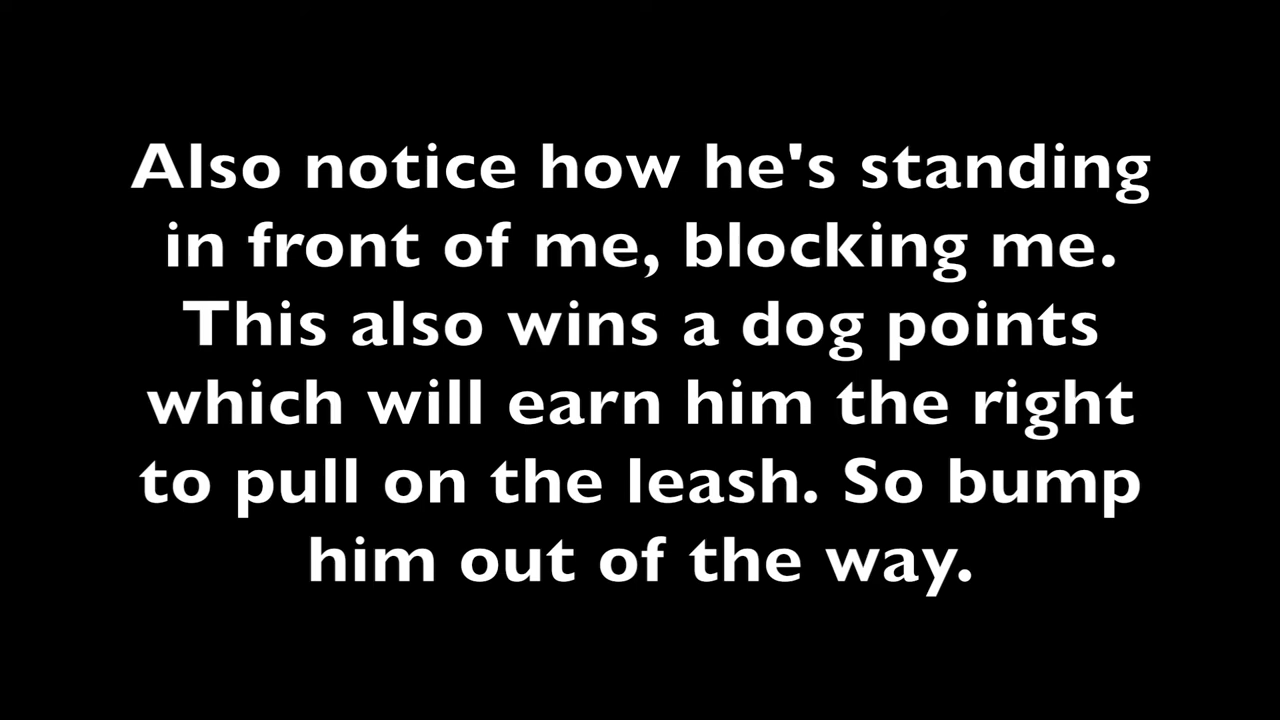 Also notice how he's standing
in front of me, blocking me.
This also wins a dog points
which will earn him the right
to pull on the leash. So bump
him out of the way.